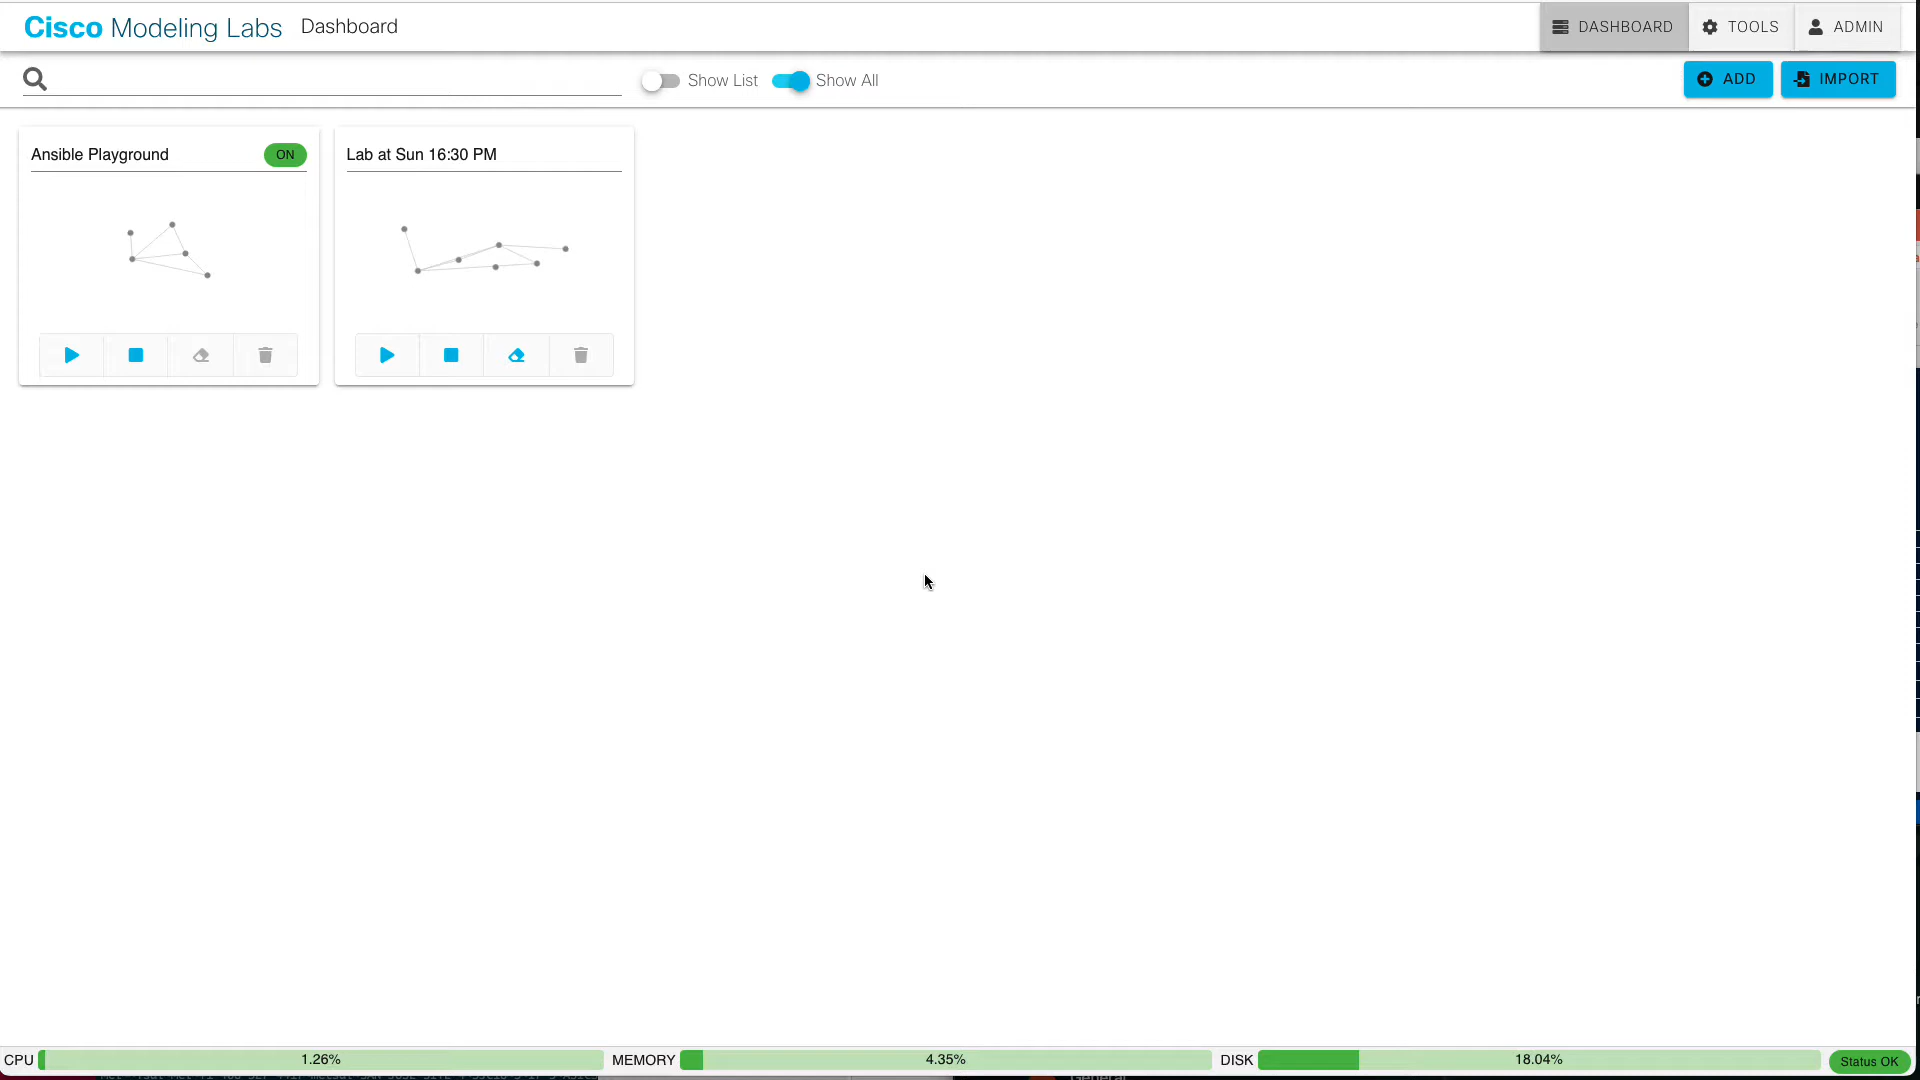 Cisco Modeling Labs Dashboard
DASHBOARD TOOLS ADMIN
Show List Show All
ADD IMPORT
Ansible Playground ON
Lab at Sun 16:30 PM
CPU 1.26% MEMORY 4.35% DISK 18.04% Status OK